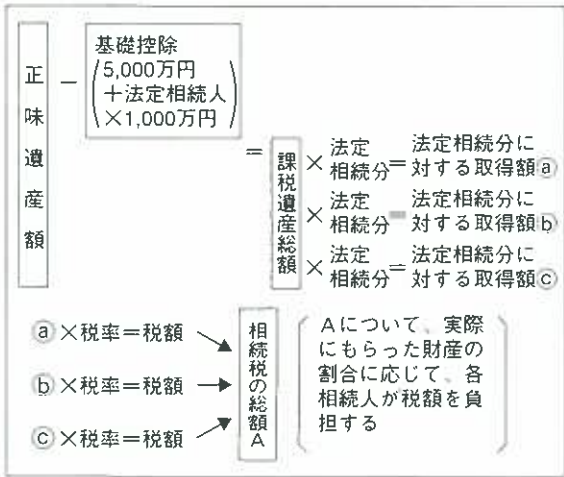 正味遺産額
－
基礎控除
(5,000万円
＋法定相続人
×1,000万円)
＝
課税遺産総額
×法定相続分＝法定相続分に
対する取得額ⓐ
×法定相続分＝法定相続分に
対する取得額ⓑ
×法定相続分＝法定相続分に
対する取得額ⓒ
ⓐ×税率＝税額
ⓑ×税率＝税額
ⓒ×税率＝税額
相続税の総額A
(Aについて、実際
にもらった財産の
割合に応じて、各
相続人が税額を負
担する)